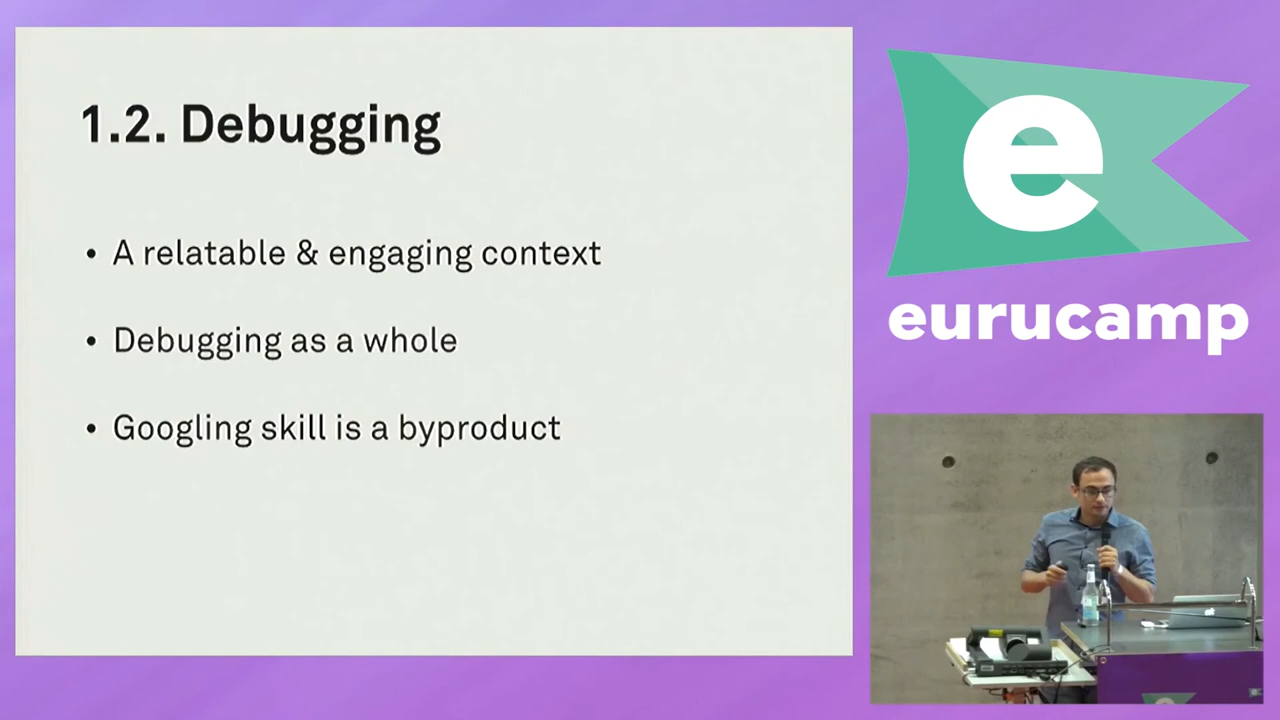 1.2. Debugging
• A relatable & engaging context
• Debugging as a whole
• Googling skill is a byproduct
e
eurucamp